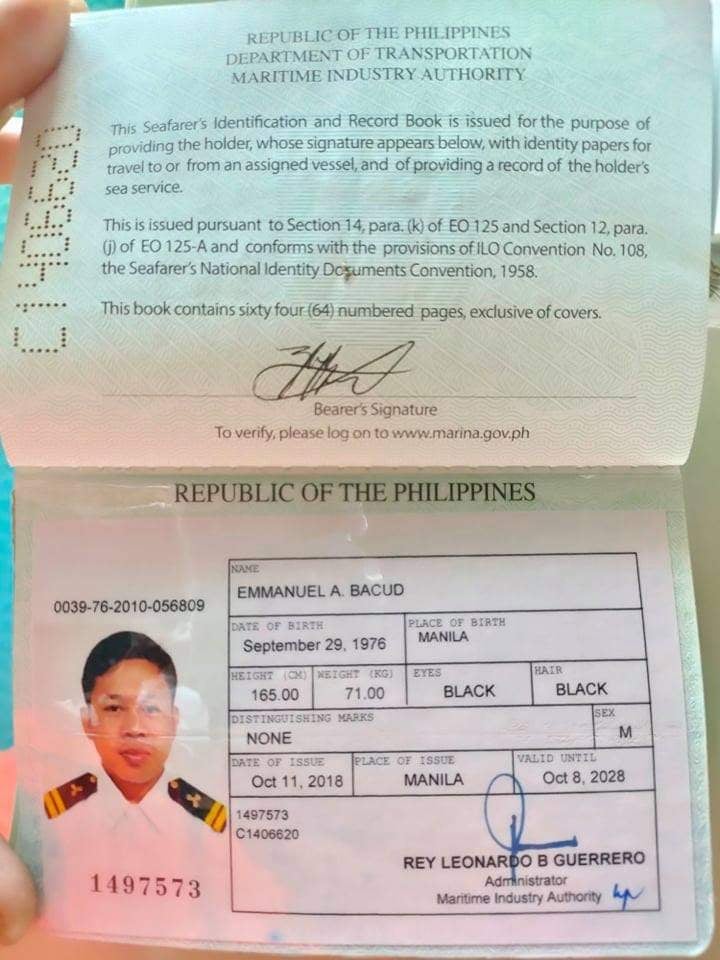 REPUBLIC OF THE PHILIPPINES
DEPARTMENT OF TRANSPORTATION
MARITIME INDUSTRY AUTHORITY
This Seafarer's Identification and Record Book is issued for the purpose of
providing the holder, whose signature appears below, with identity papers for
travel to or from an assigned vessel, and of providing a record of the holder's
sea service.
This is issued pursuant to Section 14, para. (k) of EO 125 and Section 12, para.
(j) of EO 125-A and conforms with the provisions of ILO Convention No. 108,
the Seafarer's National Identity Documents Convention, 1958.
This book contains sixty four (64) numbered pages, exclusive of covers.
Bearer's Signature
To verify, please log on to www.marina.gov.ph
REPUBLIC OF THE PHILIPPINES
0039-76-2010-056809
NAME
EMMANUEL A. BACUD
DATE OF BIRTH
September 29, 1976
PLACE OF BIRTH
MANILA
HEIGHT (CM)
165.00
WEIGHT (KG)
71.00
EYES
BLACK
HAIR
BLACK
DISTINGUISHING MARKS
NONE
SEX
M
DATE OF ISSUE
Oct 11, 2018
PLACE OF ISSUE
MANILA
VALID UNTIL
Oct 8, 2028
1497573
C1406620
REY LEONARDO B GUERRERO
Administrator
Maritime Industry Authority
1497573